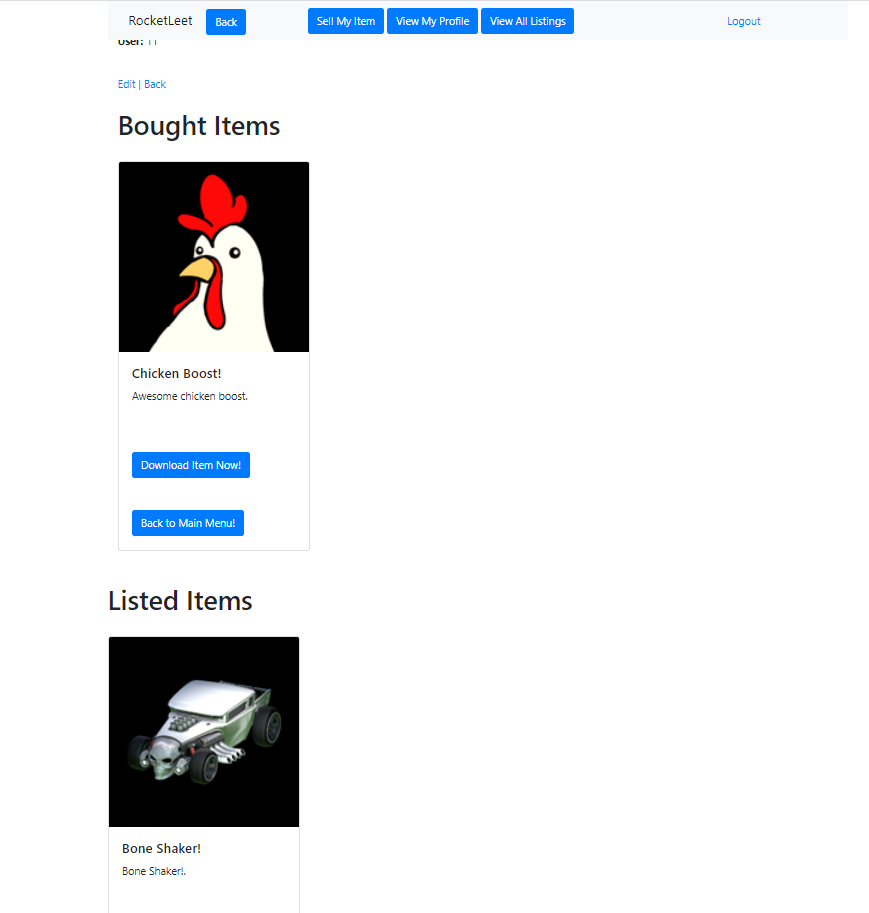 RocketLeet Back Sell My Item View My Profile View All Listings Logout
User: 11
Edit | Back
Bought Items
Chicken Boost!
Awesome chicken boost.
Download Item Now!
Back to Main Menu!
Listed Items
Bone Shaker!
Bone Shaker!.